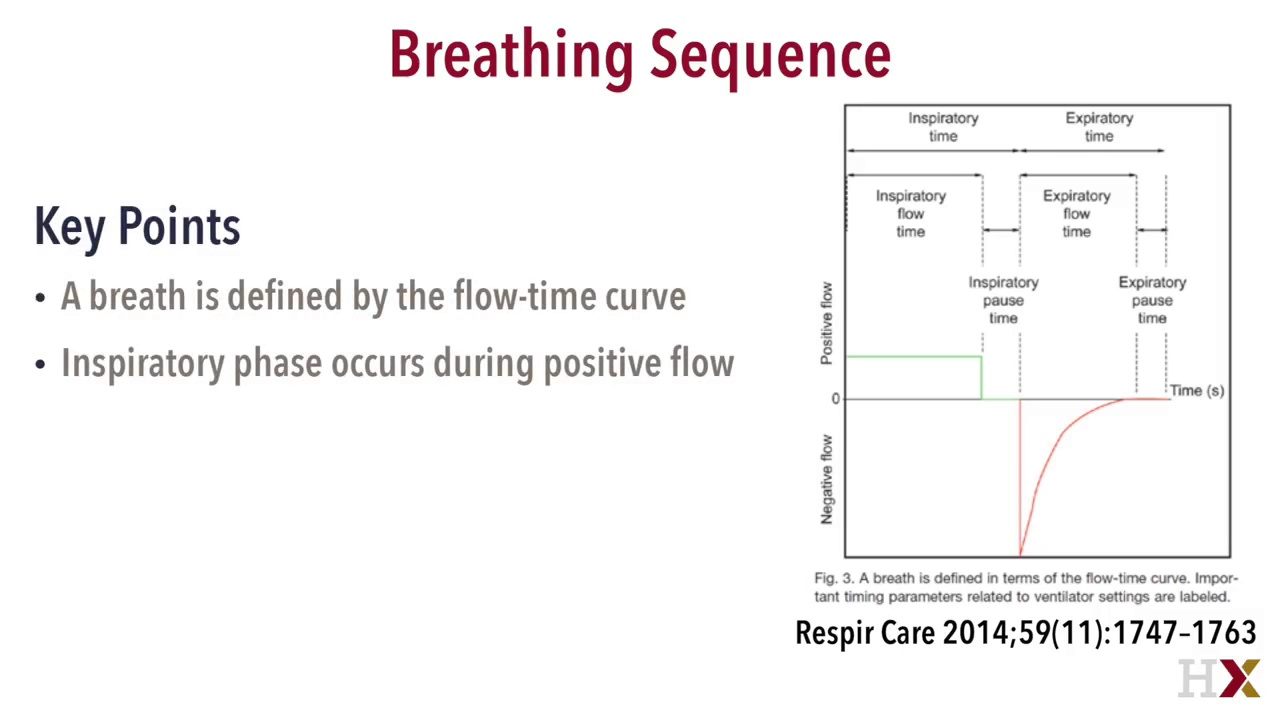 Breathing Sequence
Key Points
• A breath is defined by the flow-time curve
• Inspiratory phase occurs during positive flow
Inspiratory
time
Expiratory
time
Inspiratory
flow
time
Expiratory
flow
time
Inspiratory
pause
time
Expiratory
pause
time
Positive flow
0
Time (s)
Negative flow
Fig. 3. A breath is defined in terms of the flow-time curve. Impor-
tant timing parameters related to ventilator settings are labeled.
Respir Care 2014;59(11):1747–1763
HX